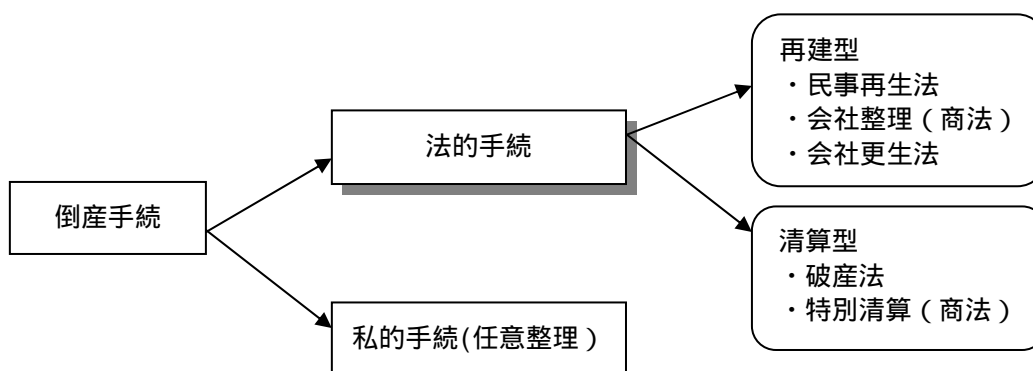 倒産手続
法的手続
私的手続(任意整理)
再建型
・民事再生法
・会社整理(商法)
・会社更生法
清算型
・破産法
・特別清算(商法)